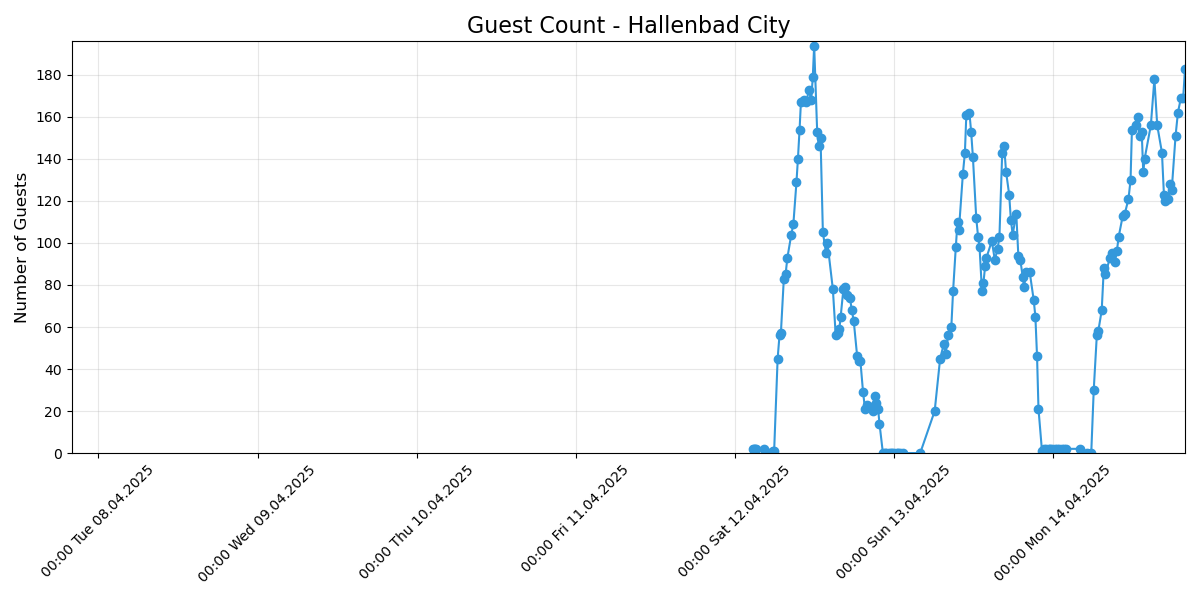 Guest Count - Hallenbad City
Number of Guests
180
160
140
120
100
80
60
40
20
0
00:00 Tue 08.04.2025
00:00 Wed 09.04.2025
00:00 Thu 10.04.2025
00:00 Fri 11.04.2025
00:00 Sat 12.04.2025
00:00 Sun 13.04.2025
00:00 Mon 14.04.2025